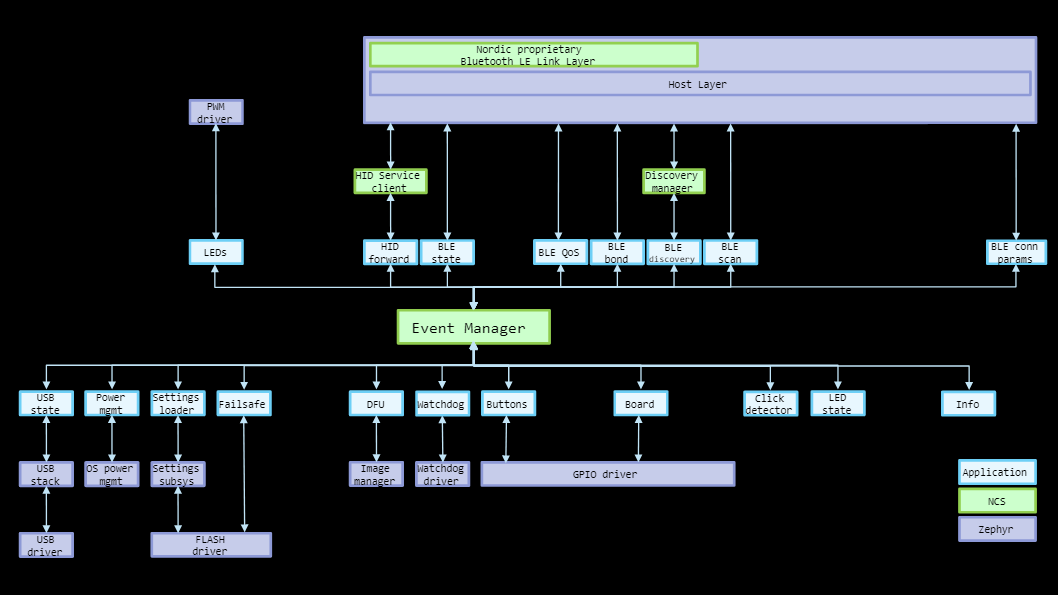 Nordic proprietary
Bluetooth LE Link Layer
Host Layer
PWM
driver
HID Service
client
Discovery
manager
LEDs
HID
forward
BLE
state
BLE QoS
BLE
bond
BLE
discovery
BLE
scan
BLE conn
params
Event Manager
USB
state
Power
mgmt
Settings
loader
Failsafe
DFU
Watchdog
Buttons
Board
Click
detector
LED
state
Info
USB
stack
OS power
mgmt
Settings
subsys
Image
manager
Watchdog
driver
GPIO driver
Application
NCS
Zephyr
USB
driver
FLASH
driver